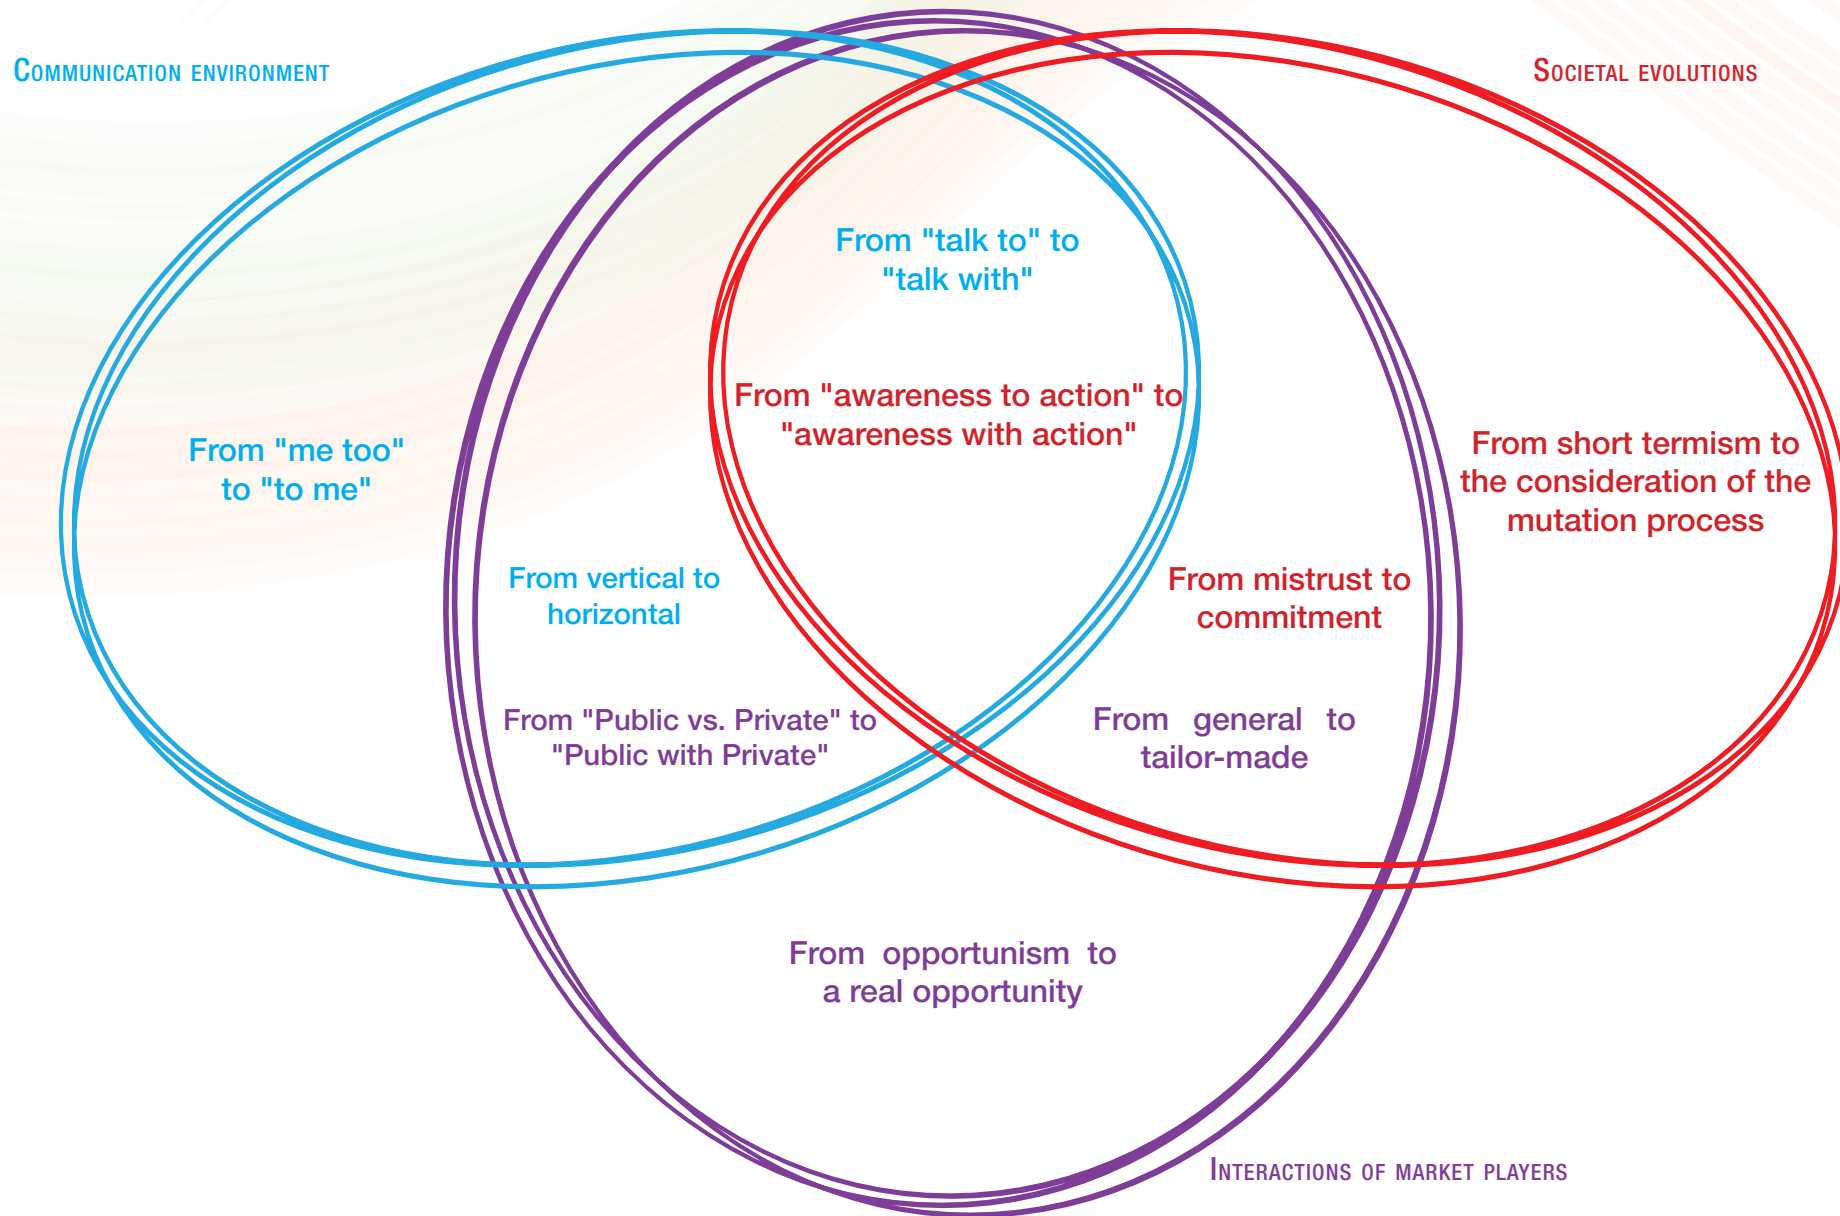 Communication environment
Societal evolutions
From "talk to" to
"talk with"
From "awareness to action" to
"awareness with action"
From "me too"
to "to me"
From short termism to
the consideration of the
mutation process
From vertical to
horizontal
From mistrust to
commitment
From "Public vs. Private" to
"Public with Private"
From general to
tailor-made
From opportunism to
a real opportunity
Interactions of market players